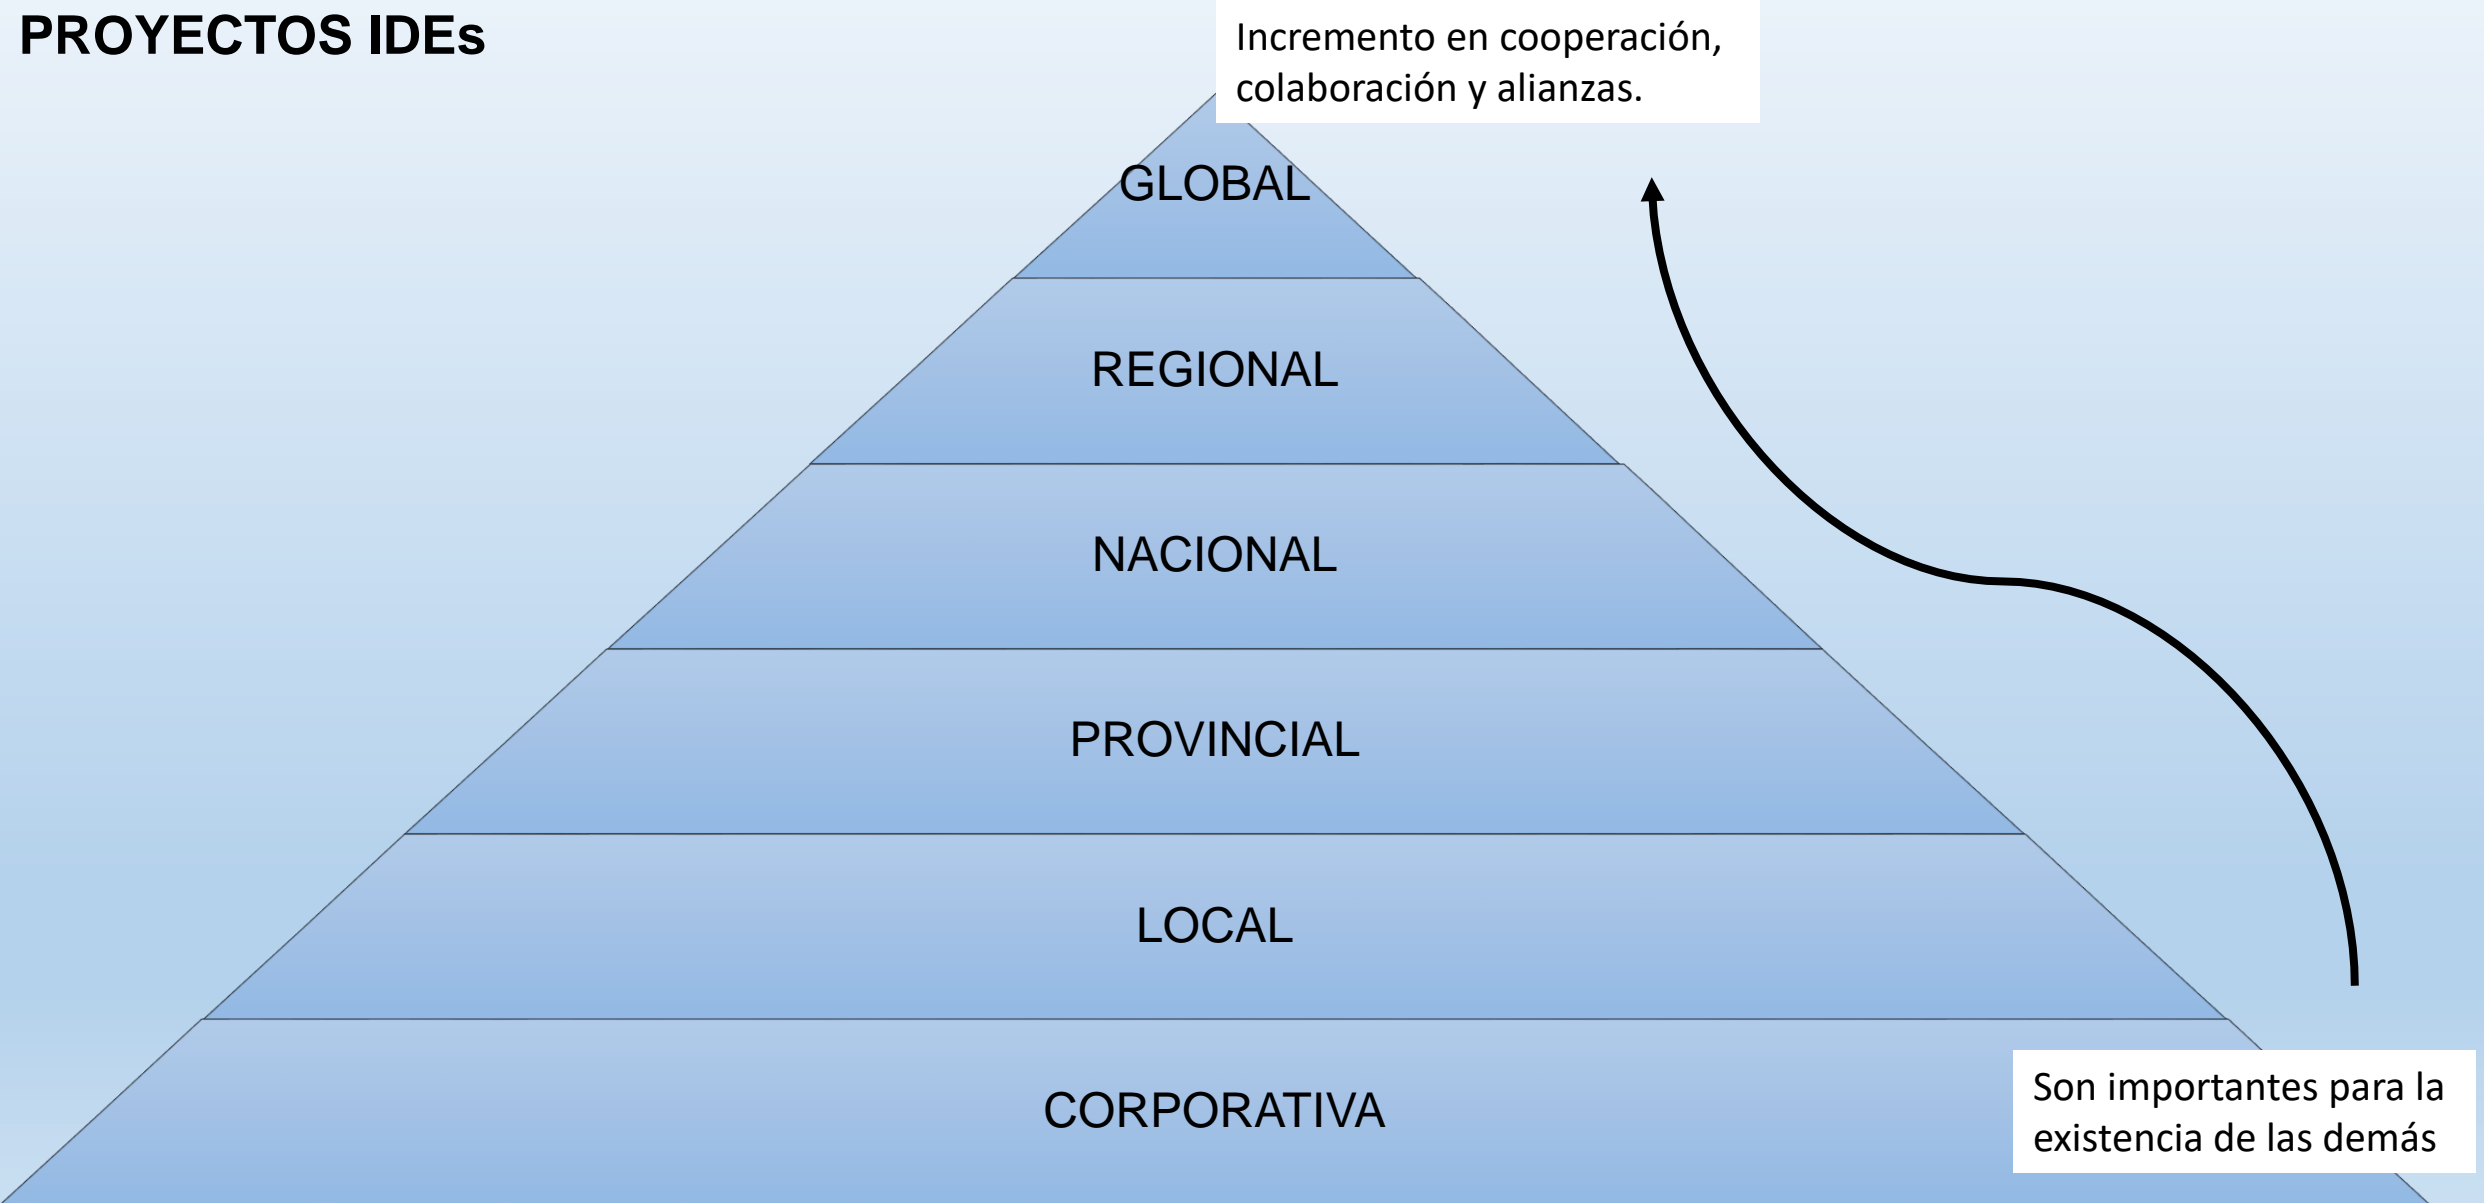 PROYECTOS IDEs
Incremento en cooperación,
colaboración y alianzas.
GLOBAL
REGIONAL
NACIONAL
PROVINCIAL
LOCAL
CORPORATIVA
Son importantes para la
existencia de las demás